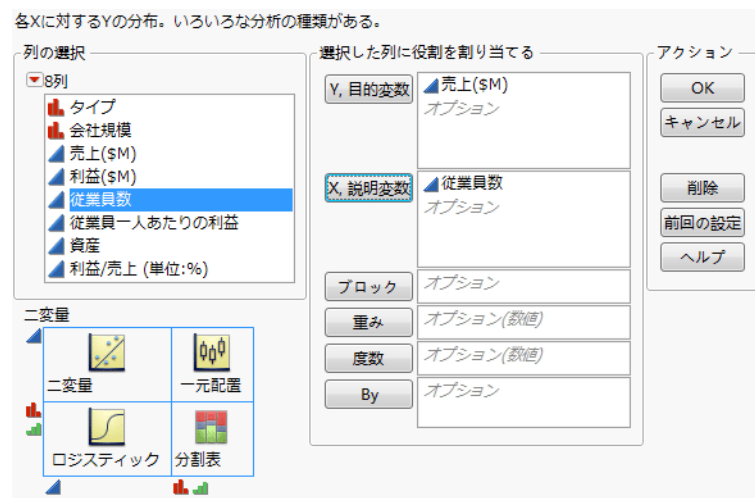 各Xに対するYの分布。いろいろな分析の種類がある。
列の選択
8列
タイプ
会社規模
売上($M)
利益($M)
従業員数
従業員一人あたりの利益
資産
利益/売上 (単位:%)
二変量
二変量
一元配置
ロジスティック
分割表
選択した列に役割を割り当てる
Y, 目的変数
売上($M)
オプション
X, 説明変数
従業員数
オプション
ブロック
オプション
重み
オプション(数値)
度数
オプション(数値)
By
オプション
アクション
OK
キャンセル
削除
前回の設定
ヘルプ